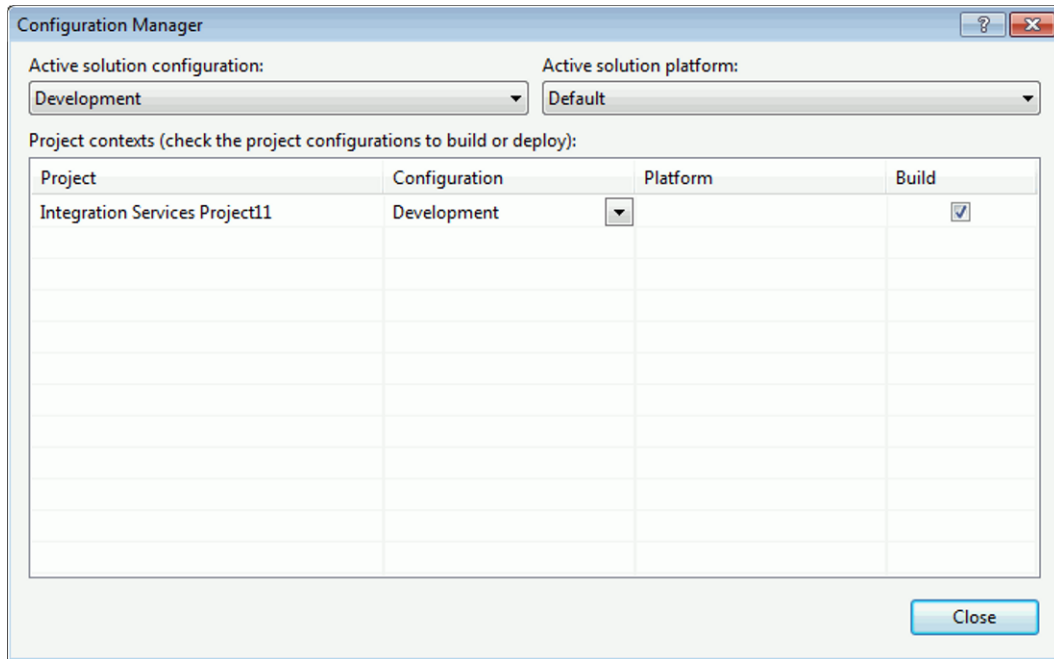 Configuration Manager
Active solution configuration: Active solution platform:
Development Default
Project contexts (check the project configurations to build or deploy):
Project Configuration Platform Build
Integration Services Project11 Development
Close